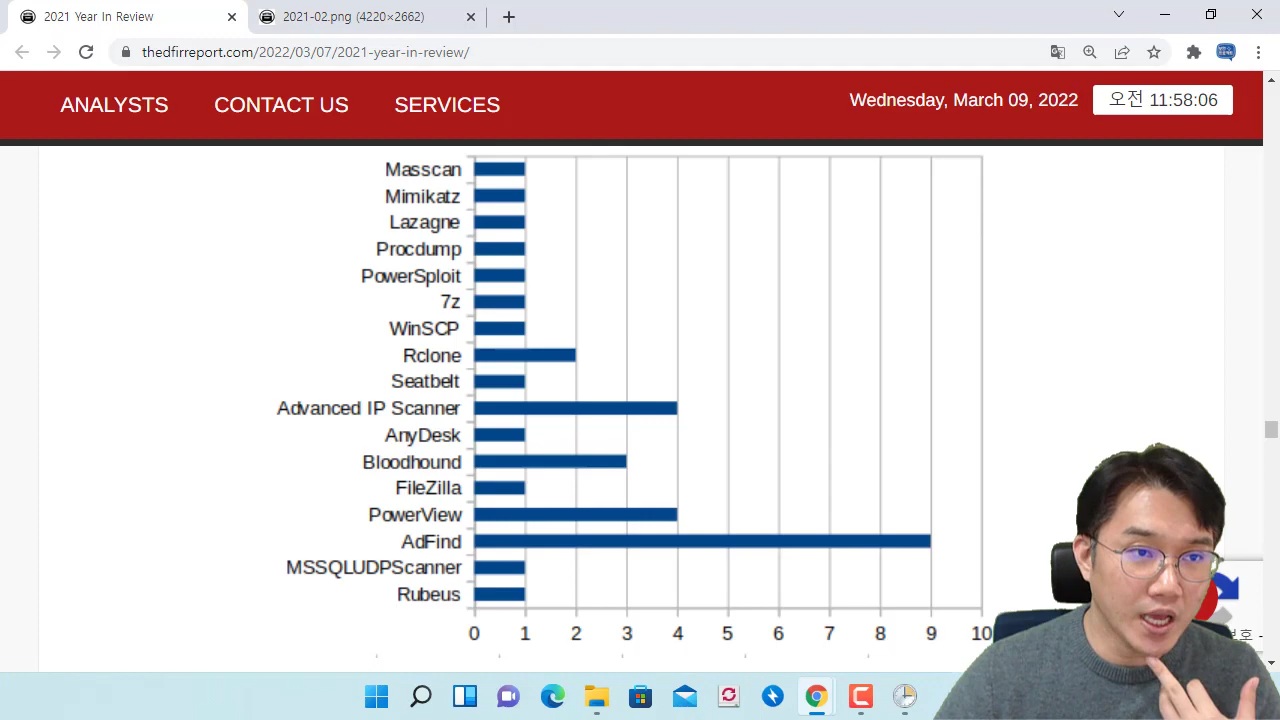 2021 Year In Review
2021-02.png (4220×2662)
thedfirreport.com/2022/03/07/2021-year-in-review/
ANALYSTS CONTACT US SERVICES
Wednesday, March 09, 2022
오전 11:58:06
Masscan
Mimikatz
Lazagne
Procdump
PowerSploit
7z
WinSCP
Rclone
Seatbelt
Advanced IP Scanner
AnyDesk
Bloodhound
FileZilla
PowerView
AdFind
MSSQLUDPScanner
Rubeus
0 1 2 3 4 5 6 7 8 9 10